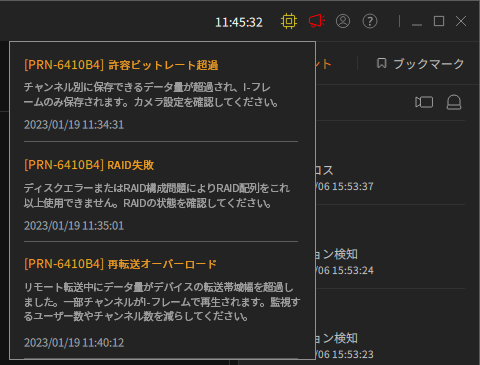 11:45:32
[PRN-6410B4] 許容ビットレート超過
チャンネル別に保存できるデータ量が超過され、I-フレ
ームのみ保存されます。カメラ設定を確認してください。
2023/01/19 11:34:31
[PRN-6410B4] RAID失敗
ディスクエラーまたはRAID構成問題によりRAID配列をこれ
以上使用できません。RAIDの状態を確認してください。
2023/01/19 11:35:01
[PRN-6410B4] 再転送オーバーロード
リモート転送中にデータ量がデバイスの転送帯域幅を超過し
ました。一部チャンネルがI-フレームで再生されます。監視す
るユーザー数やチャンネル数を減らしてください。
2023/01/19 11:40:12
ント
ブックマーク
ロス
/06 15:53:37
ョン検知
/06 15:53:24
ョン検知
/06 15:53:23